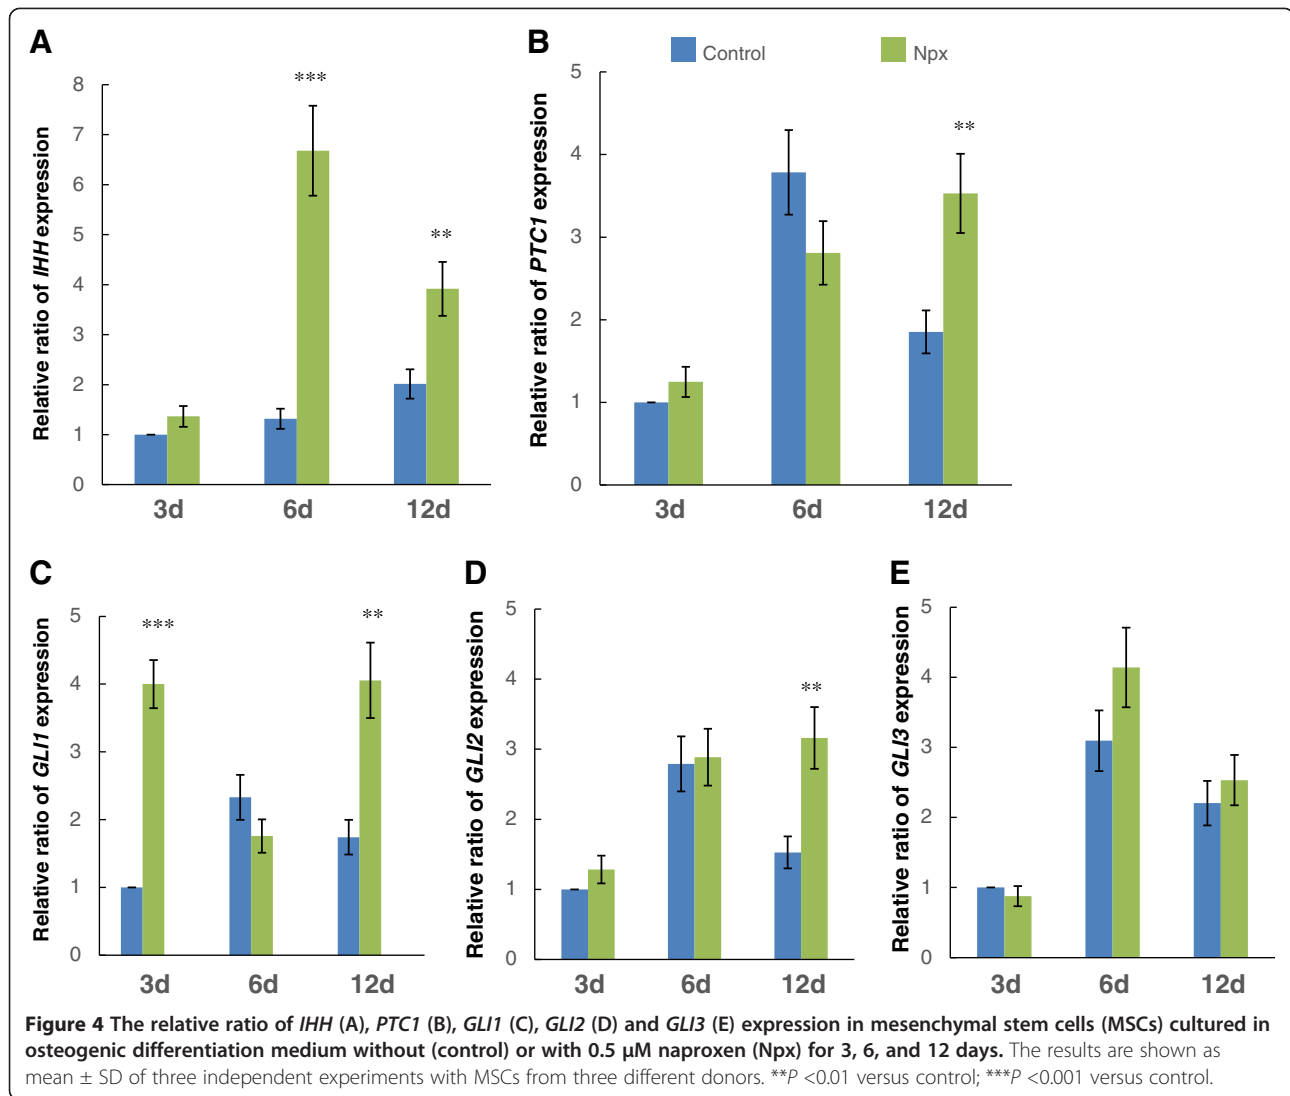 A
B
Control
Npx
Relative ratio of IHH expression
8
7
6
5
4
3
2
1
0
***
**
3d 6d 12d
Relative ratio of PTC1 expression
5
4
3
2
1
0
**
3d 6d 12d
C
D
E
Relative ratio of GLI1 expression
5
4
3
2
1
0
***
**
3d 6d 12d
Relative ratio of GLI2 expression
5
4
3
2
1
0
**
3d 6d 12d
Relative ratio of GLI3 expression
5
4
3
2
1
0
3d 6d 12d
Figure 4 The relative ratio of IHH (A), PTC1 (B), GLI1 (C), GLI2 (D) and GLI3 (E) expression in mesenchymal stem cells (MSCs) cultured in
osteogenic differentiation medium without (control) or with 0.5 μM naproxen (Npx) for 3, 6, and 12 days. The results are shown as
mean ± SD of three independent experiments with MSCs from three different donors. **P <0.01 versus control; ***P <0.001 versus control.